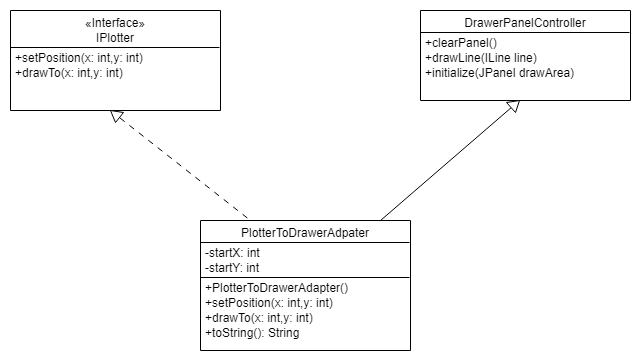 «Interface»
IPlotter
+setPosition(x: int,y: int)
+drawTo(x: int,y: int)
DrawerPanelController
+clearPanel()
+drawLine(ILine line)
+initialize(JPanel drawArea)
PlotterToDrawerAdpater
-startX: int
-startY: int
+PlotterToDrawerAdapter()
+setPosition(x: int,y: int)
+drawTo(x: int,y: int)
+toString(): String